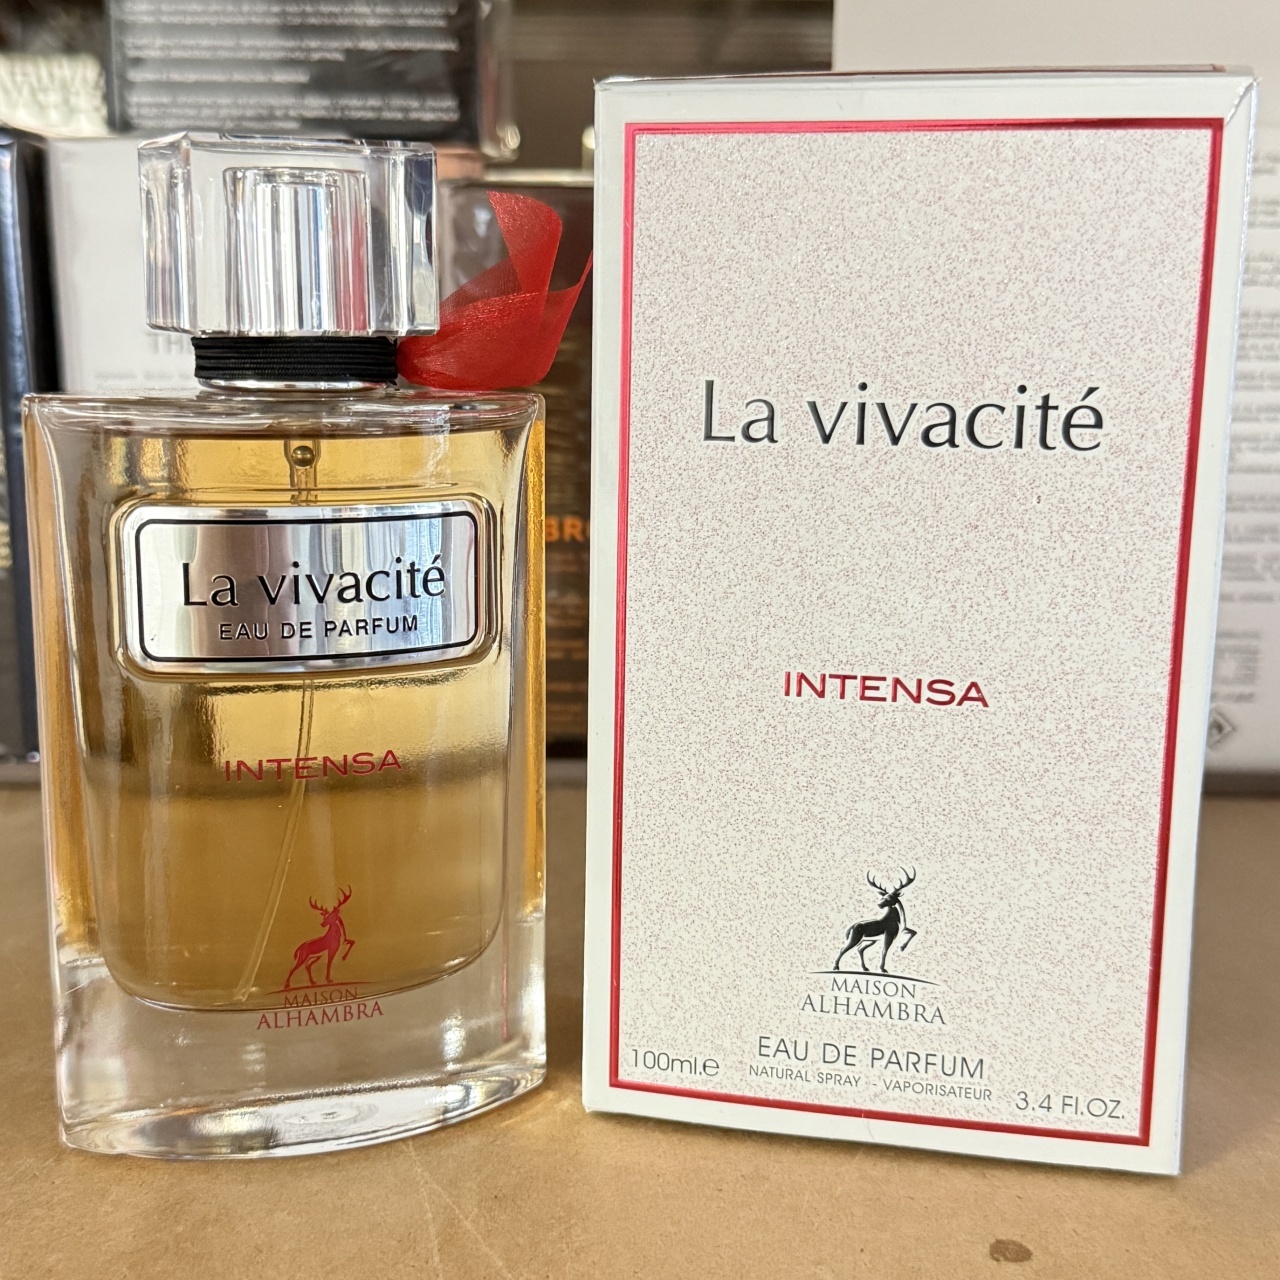 La vivacité
EAU DE PARFUM
INTENSA
MAISON
ALHAMBRA
La vivacité
INTENSA
MAISON
ALHAMBRA
EAU DE PARFUM
NATURAL SPRAY - VAPORISATEUR
100ml.e
3.4 Fl.OZ.